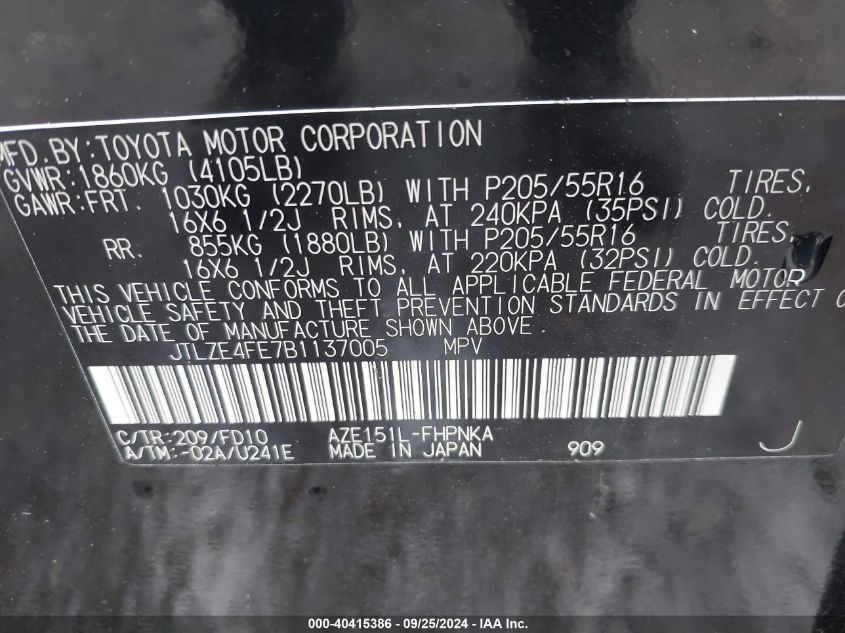 MFD. BY: TOYOTA MOTOR CORPORATION
GVWR: 1860KG (4105LB)
GAWR: FRT. 1030KG (2270LB) WITH P205/55R16 TIRES,
16X6 1/2J RIMS, AT 240KPA (35PSI) COLD.
RR. 855KG (1880LB) WITH P205/55R16 TIRES,
16X6 1/2J RIMS, AT 220KPA (32PSI) COLD.
THIS VEHICLE CONFORMS TO ALL APPLICABLE FEDERAL MOTOR
VEHICLE SAFETY AND THEFT PREVENTION STANDARDS IN EFFECT
THE DATE OF MANUFACTURE SHOWN ABOVE.
JTLZE4FE7B1137005 MPV
C/TR: 209/FD10 AZE151L-FHPNKA
A/TM: -02A/U241E MADE IN JAPAN 909 J
000-40415386 - 09/25/2024 - IAA Inc.